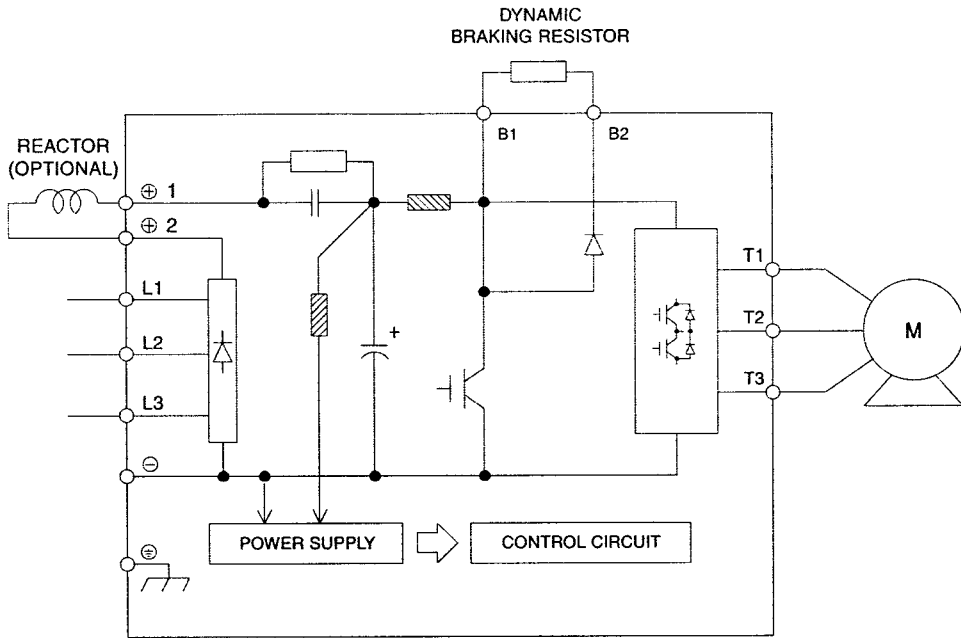 DYNAMIC
BRAKING RESISTOR
B1
B2
REACTOR
(OPTIONAL)
⊕ 1
⊕ 2
L1
L2
L3
⊖
+
T1
T2
T3
M
POWER SUPPLY
CONTROL CIRCUIT